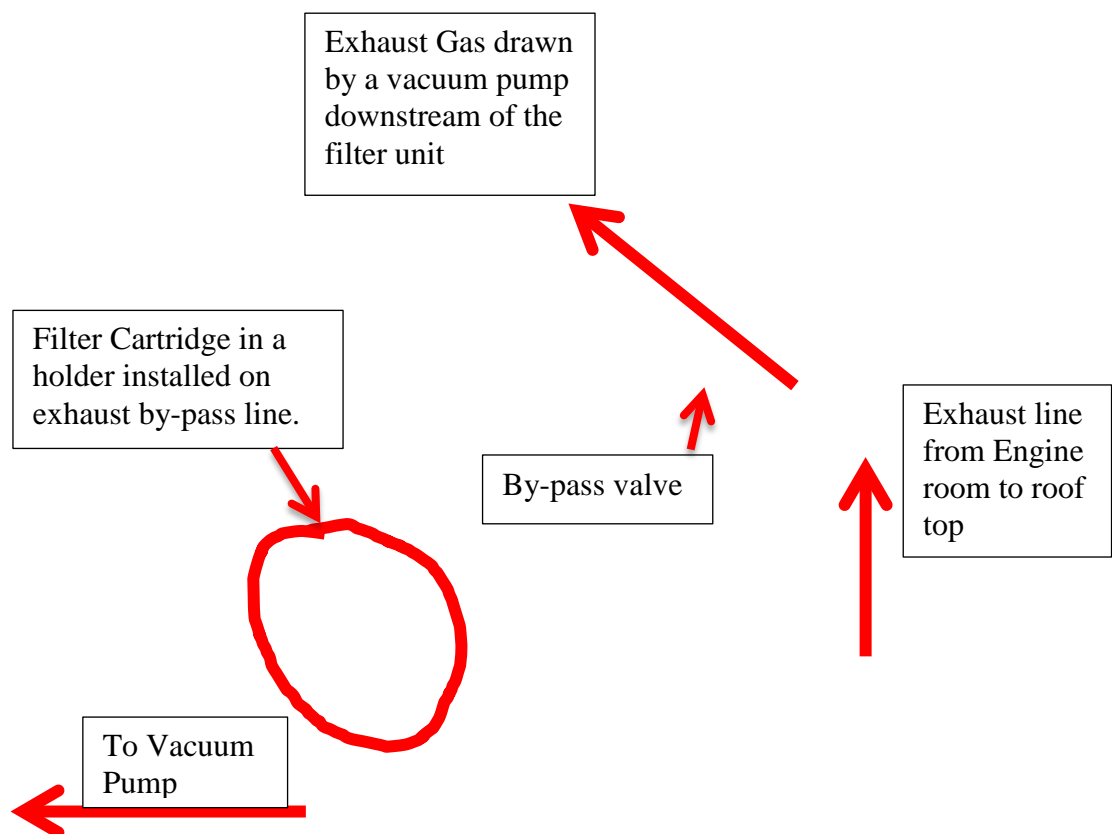 Exhaust Gas drawn
by a vacuum pump
downstream of the
filter unit
Filter Cartridge in a
holder installed on
exhaust by-pass line.
By-pass valve
Exhaust line
from Engine
room to roof
top
To Vacuum
Pump